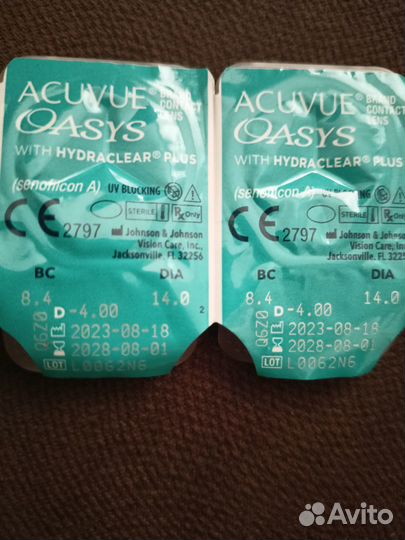 ACUVUE®
BRAND CONTACT LENS
OASYS
WITH HYDRACLEAR® PLUS
(senofilcon A) UV BLOCKING
STERILE Rx Only
CE 2797 Johnson & Johnson
Vision Care, Inc.,
Jacksonville, FL 32256
BC DIA
8.4 14.0
D -4.00
2
Q6Z0
2023-08-18
2028-08-01
LOT L0062N6
ACUVUE®
BRAND CONTACT LENS
OASYS
WITH HYDRACLEAR® PLUS
(senofilcon A) UV BLOCKING
STERILE Rx Only
CE 2797 Johnson & Johnson
Vision Care, Inc.,
Jacksonville, FL 32256
BC DIA
8.4 14.0
D -4.00
Q6Z0
2023-08-18
2028-08-01
LOT L0062N6
Avito